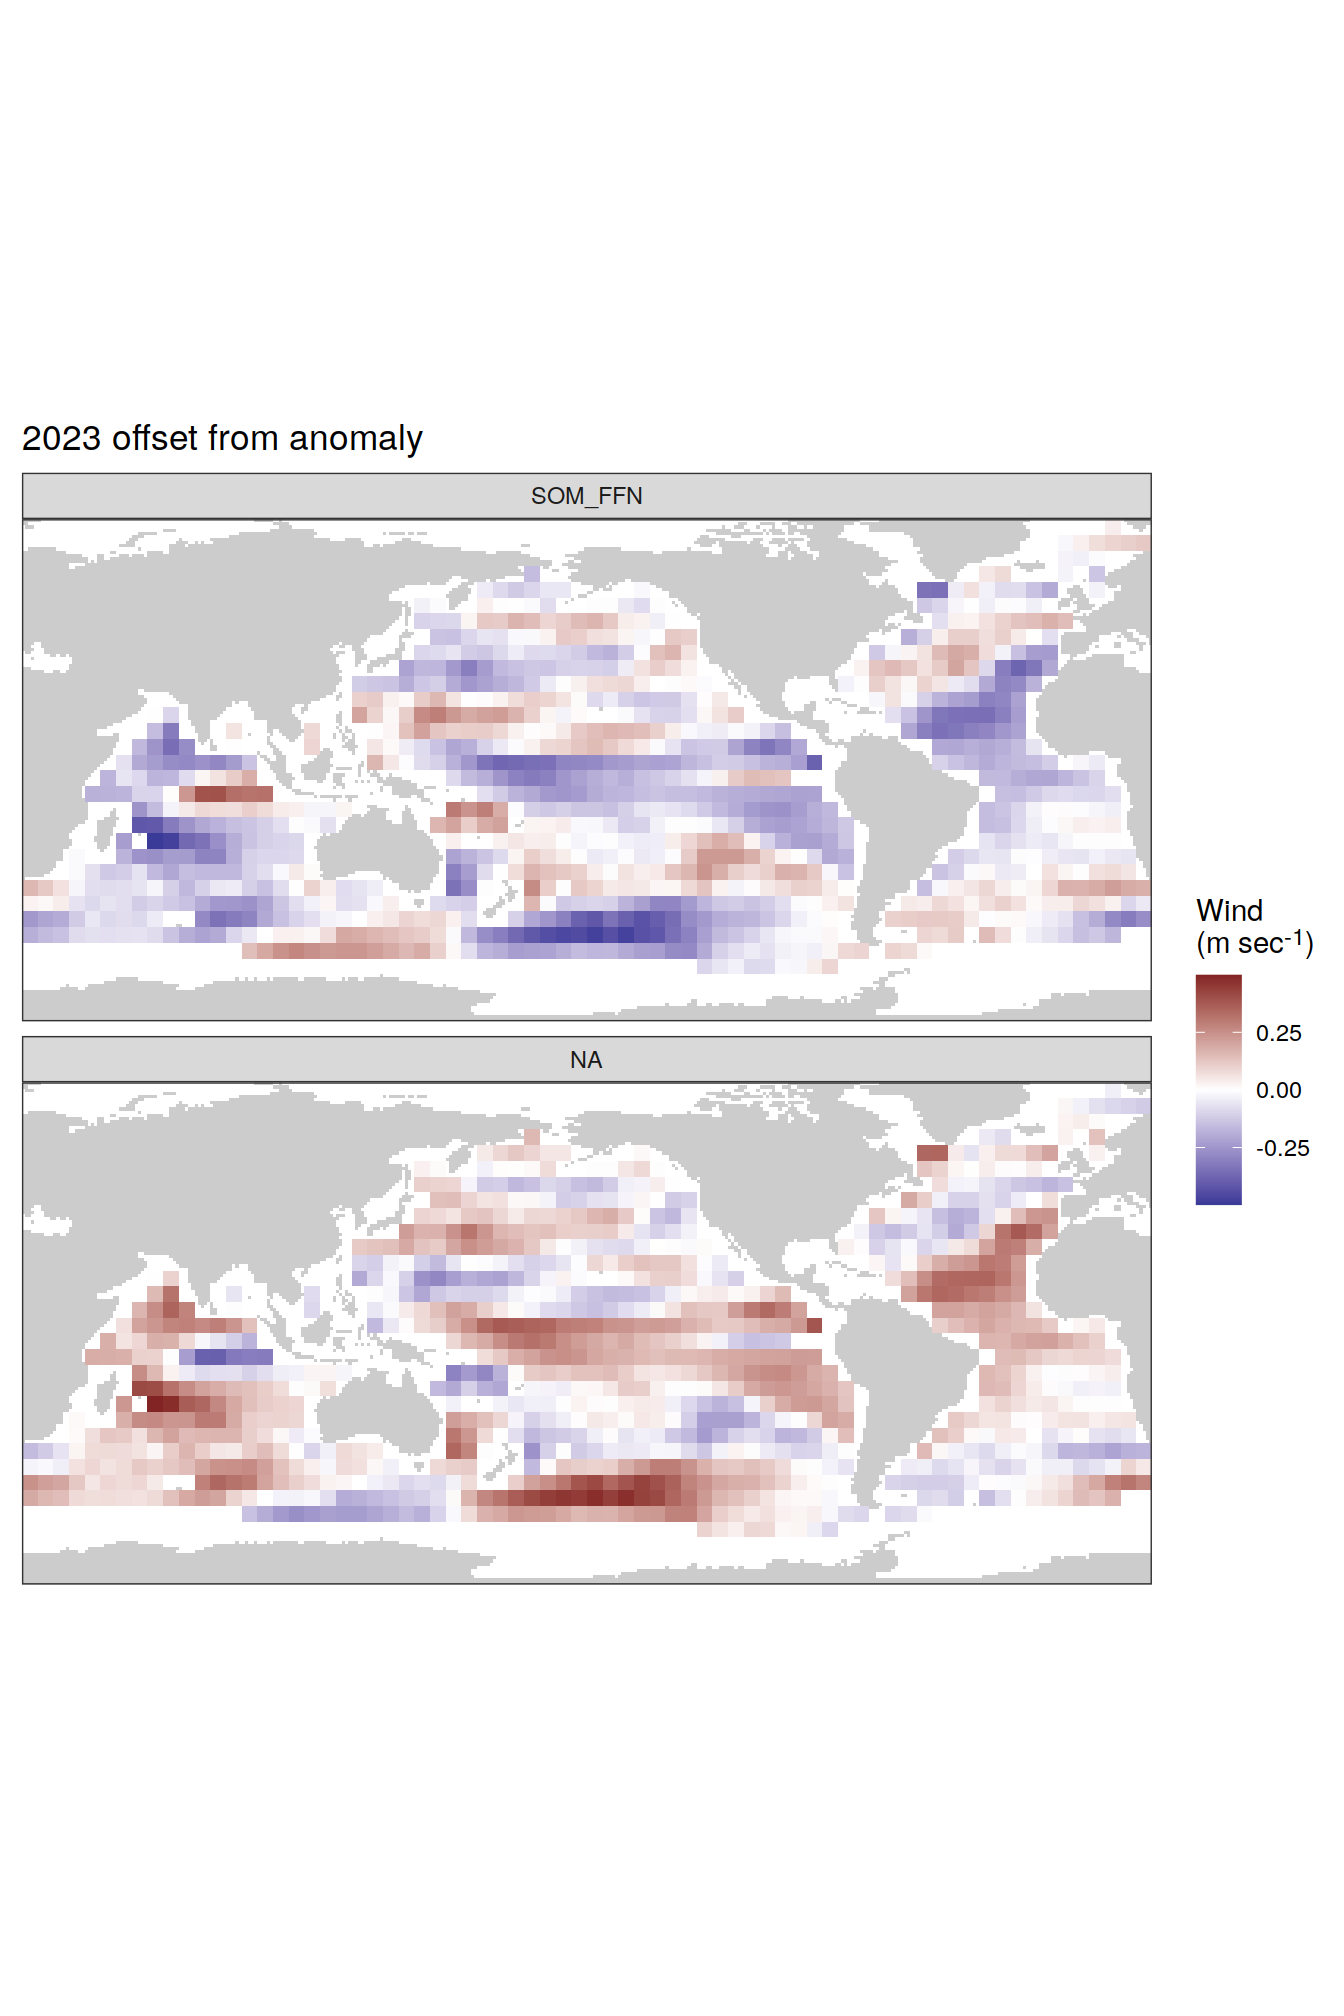 2023 offset from anomaly
SOM_FFN
NA
Wind
(m sec⁻¹)
0.25
0.00
-0.25